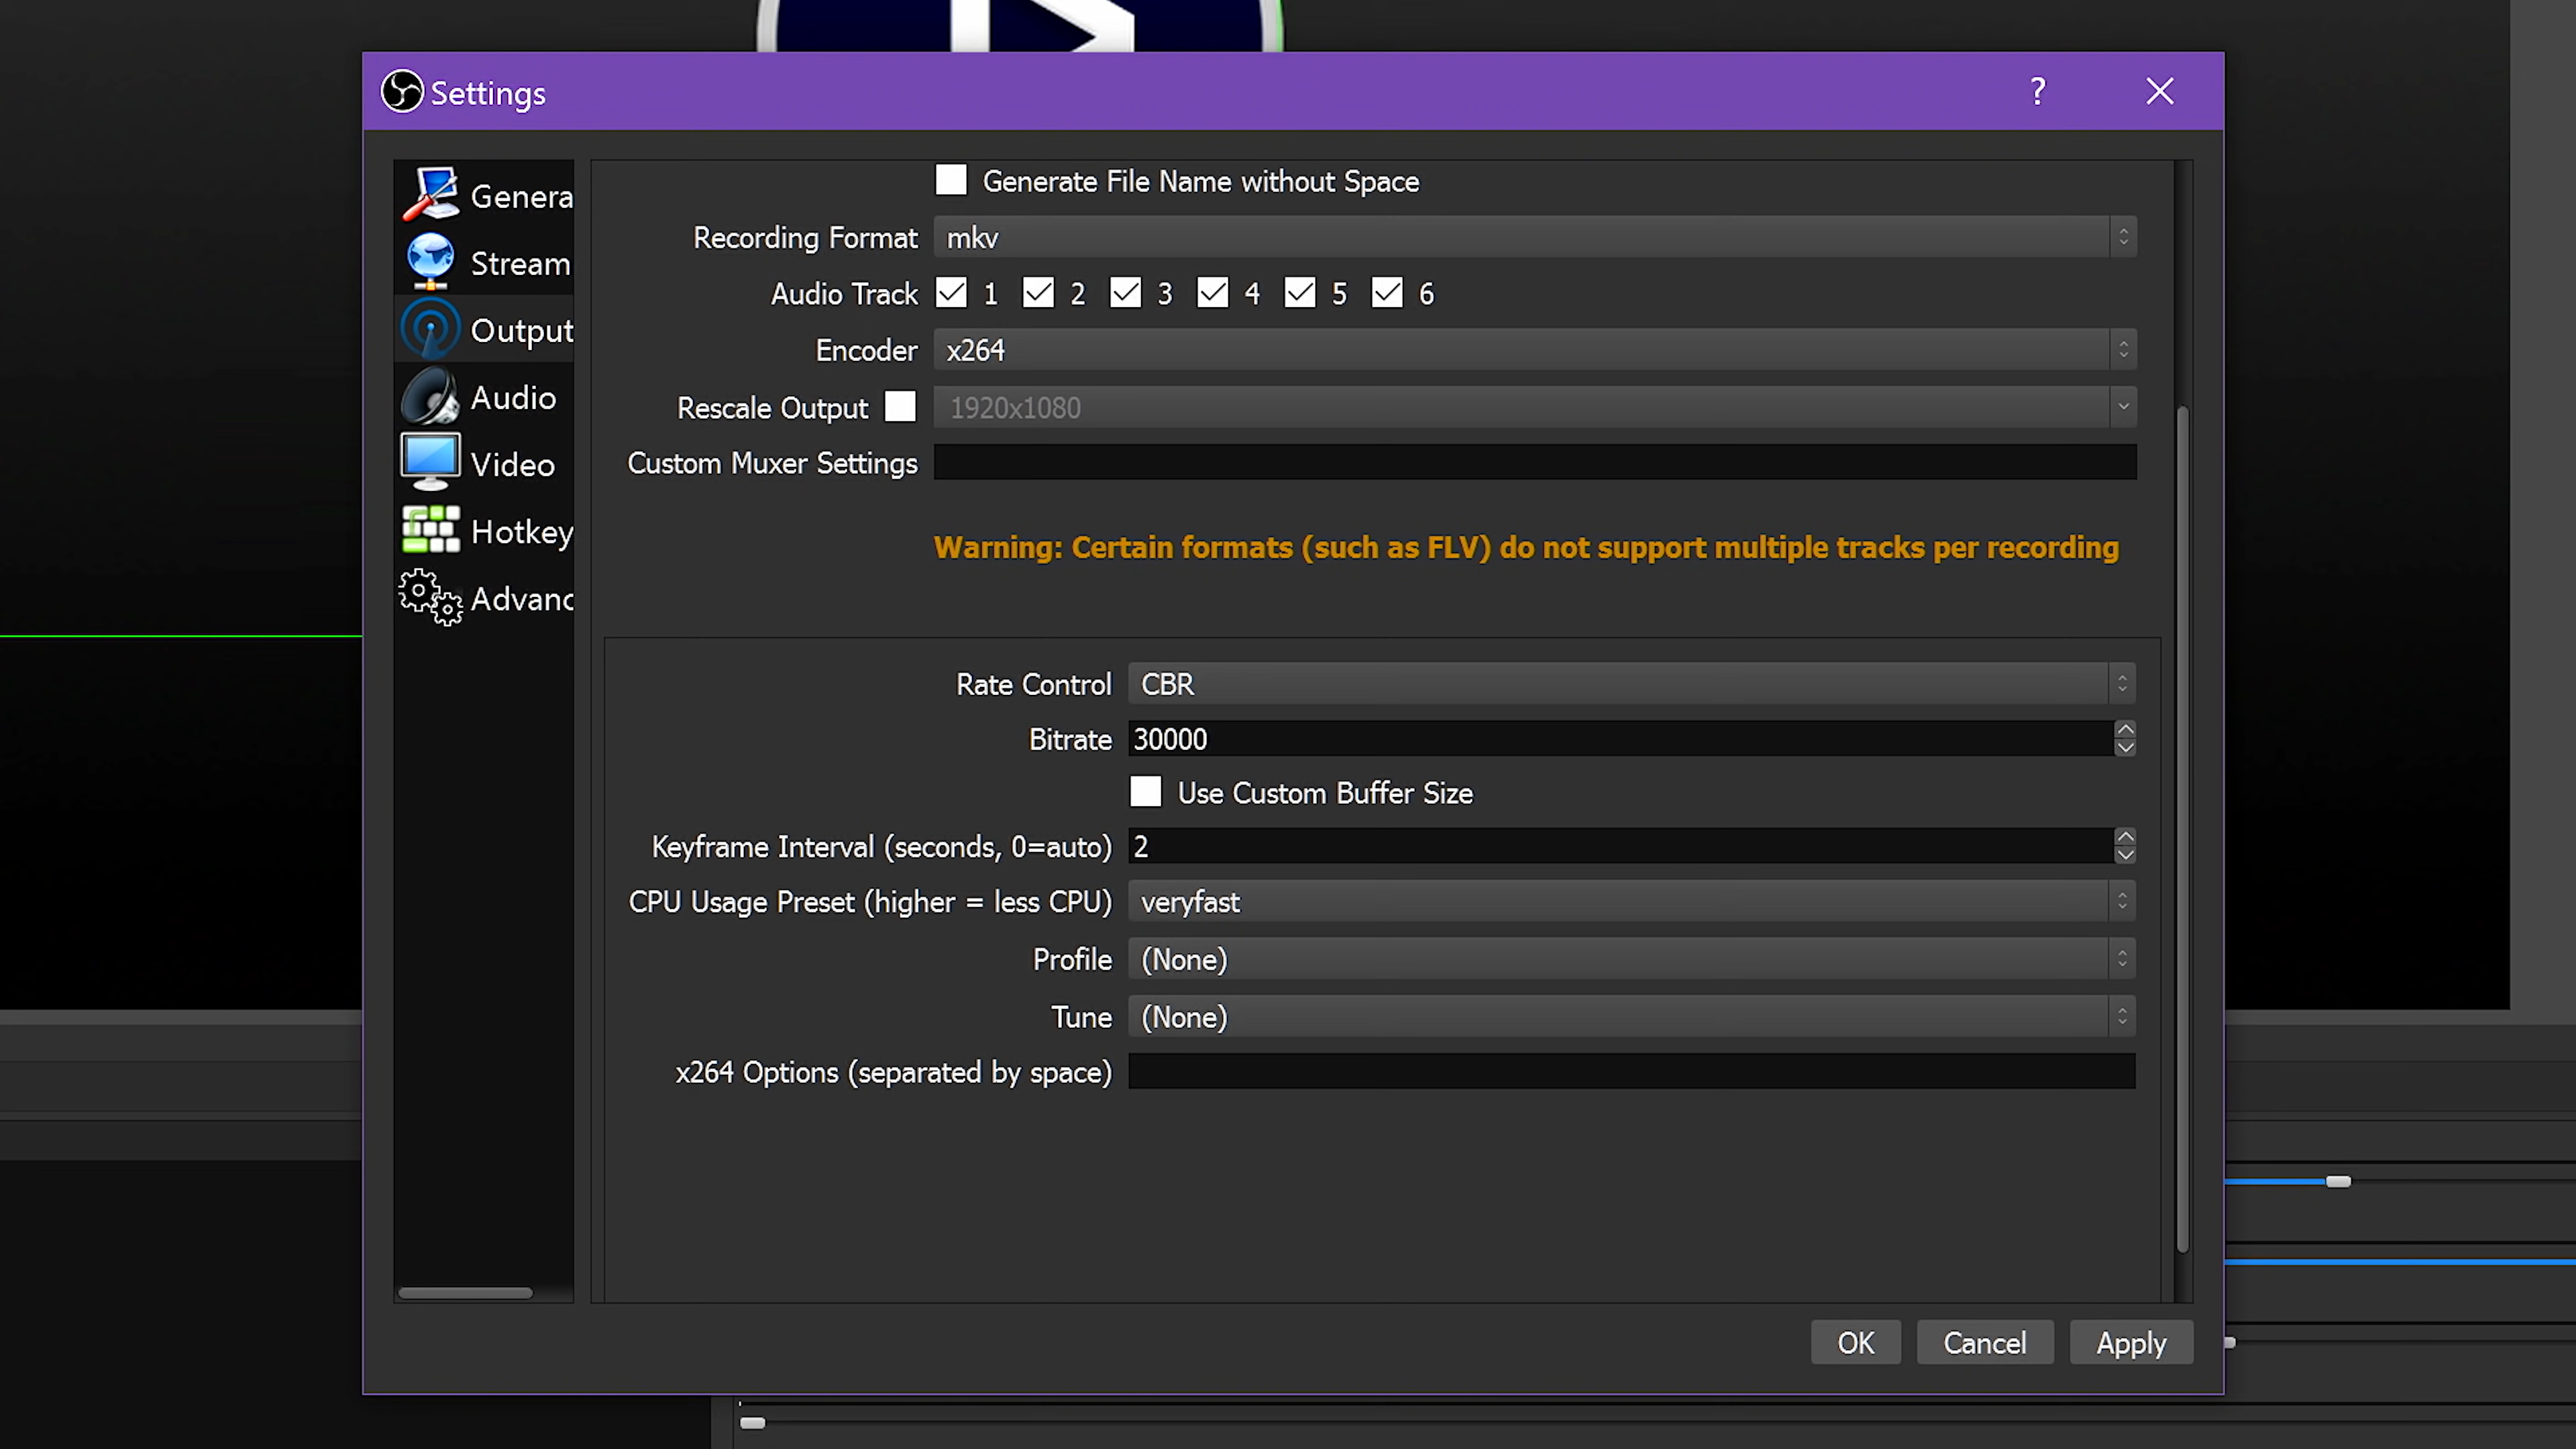 Settings ?
Genera
Stream
Output
Audio
Video
Hotkey
Advanc
Generate File Name without Space
Recording Format mkv
Audio Track 1 2 3 4 5 6
Encoder x264
Rescale Output 1920x1080
Custom Muxer Settings
Warning: Certain formats (such as FLV) do not support multiple tracks per recording
Rate Control CBR
Bitrate 30000
Use Custom Buffer Size
Keyframe Interval (seconds, 0=auto) 2
CPU Usage Preset (higher = less CPU) veryfast
Profile (None)
Tune (None)
x264 Options (separated by space)
OK Cancel Apply